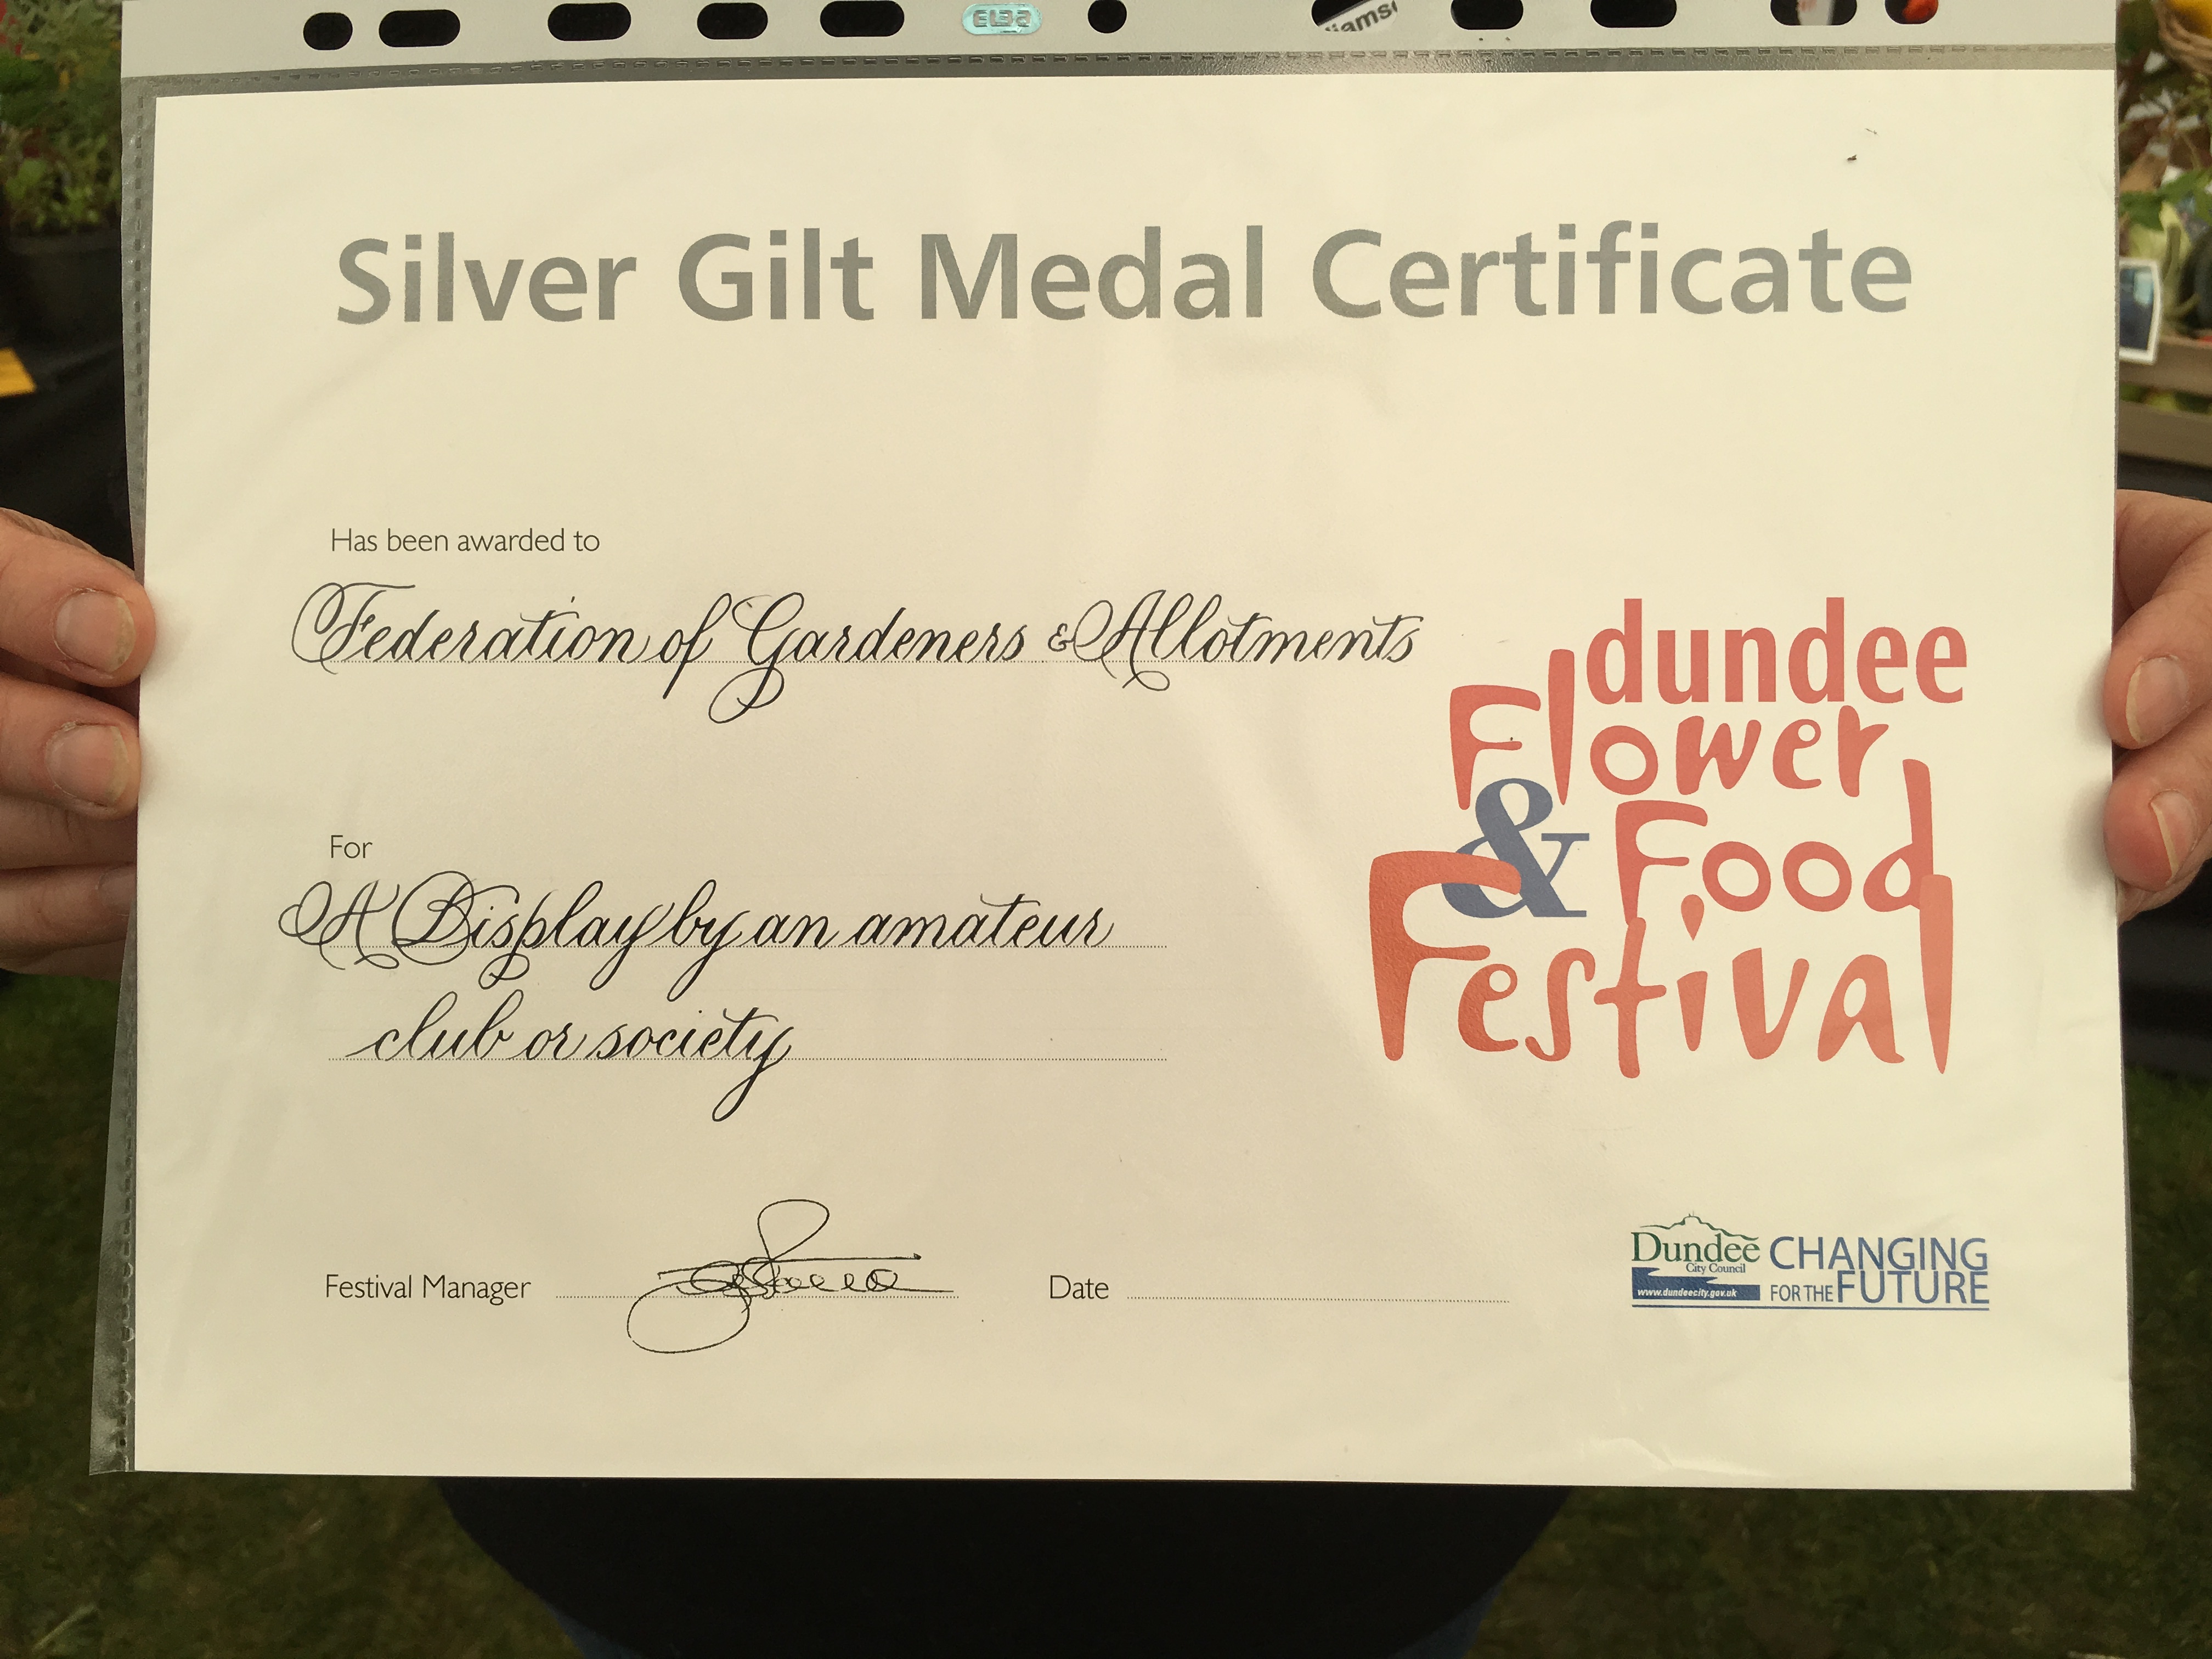 ELBA
iams
Silver Gilt Medal Certificate
Has been awarded to
Federation of Gardeners & Allotments
For
A Display by an amateur
club or society
dundee
Flower
& Food
Festival
Festival Manager
Date
Dundee
City Council
www.dundeecity.gov.uk
CHANGING
FOR THE FUTURE